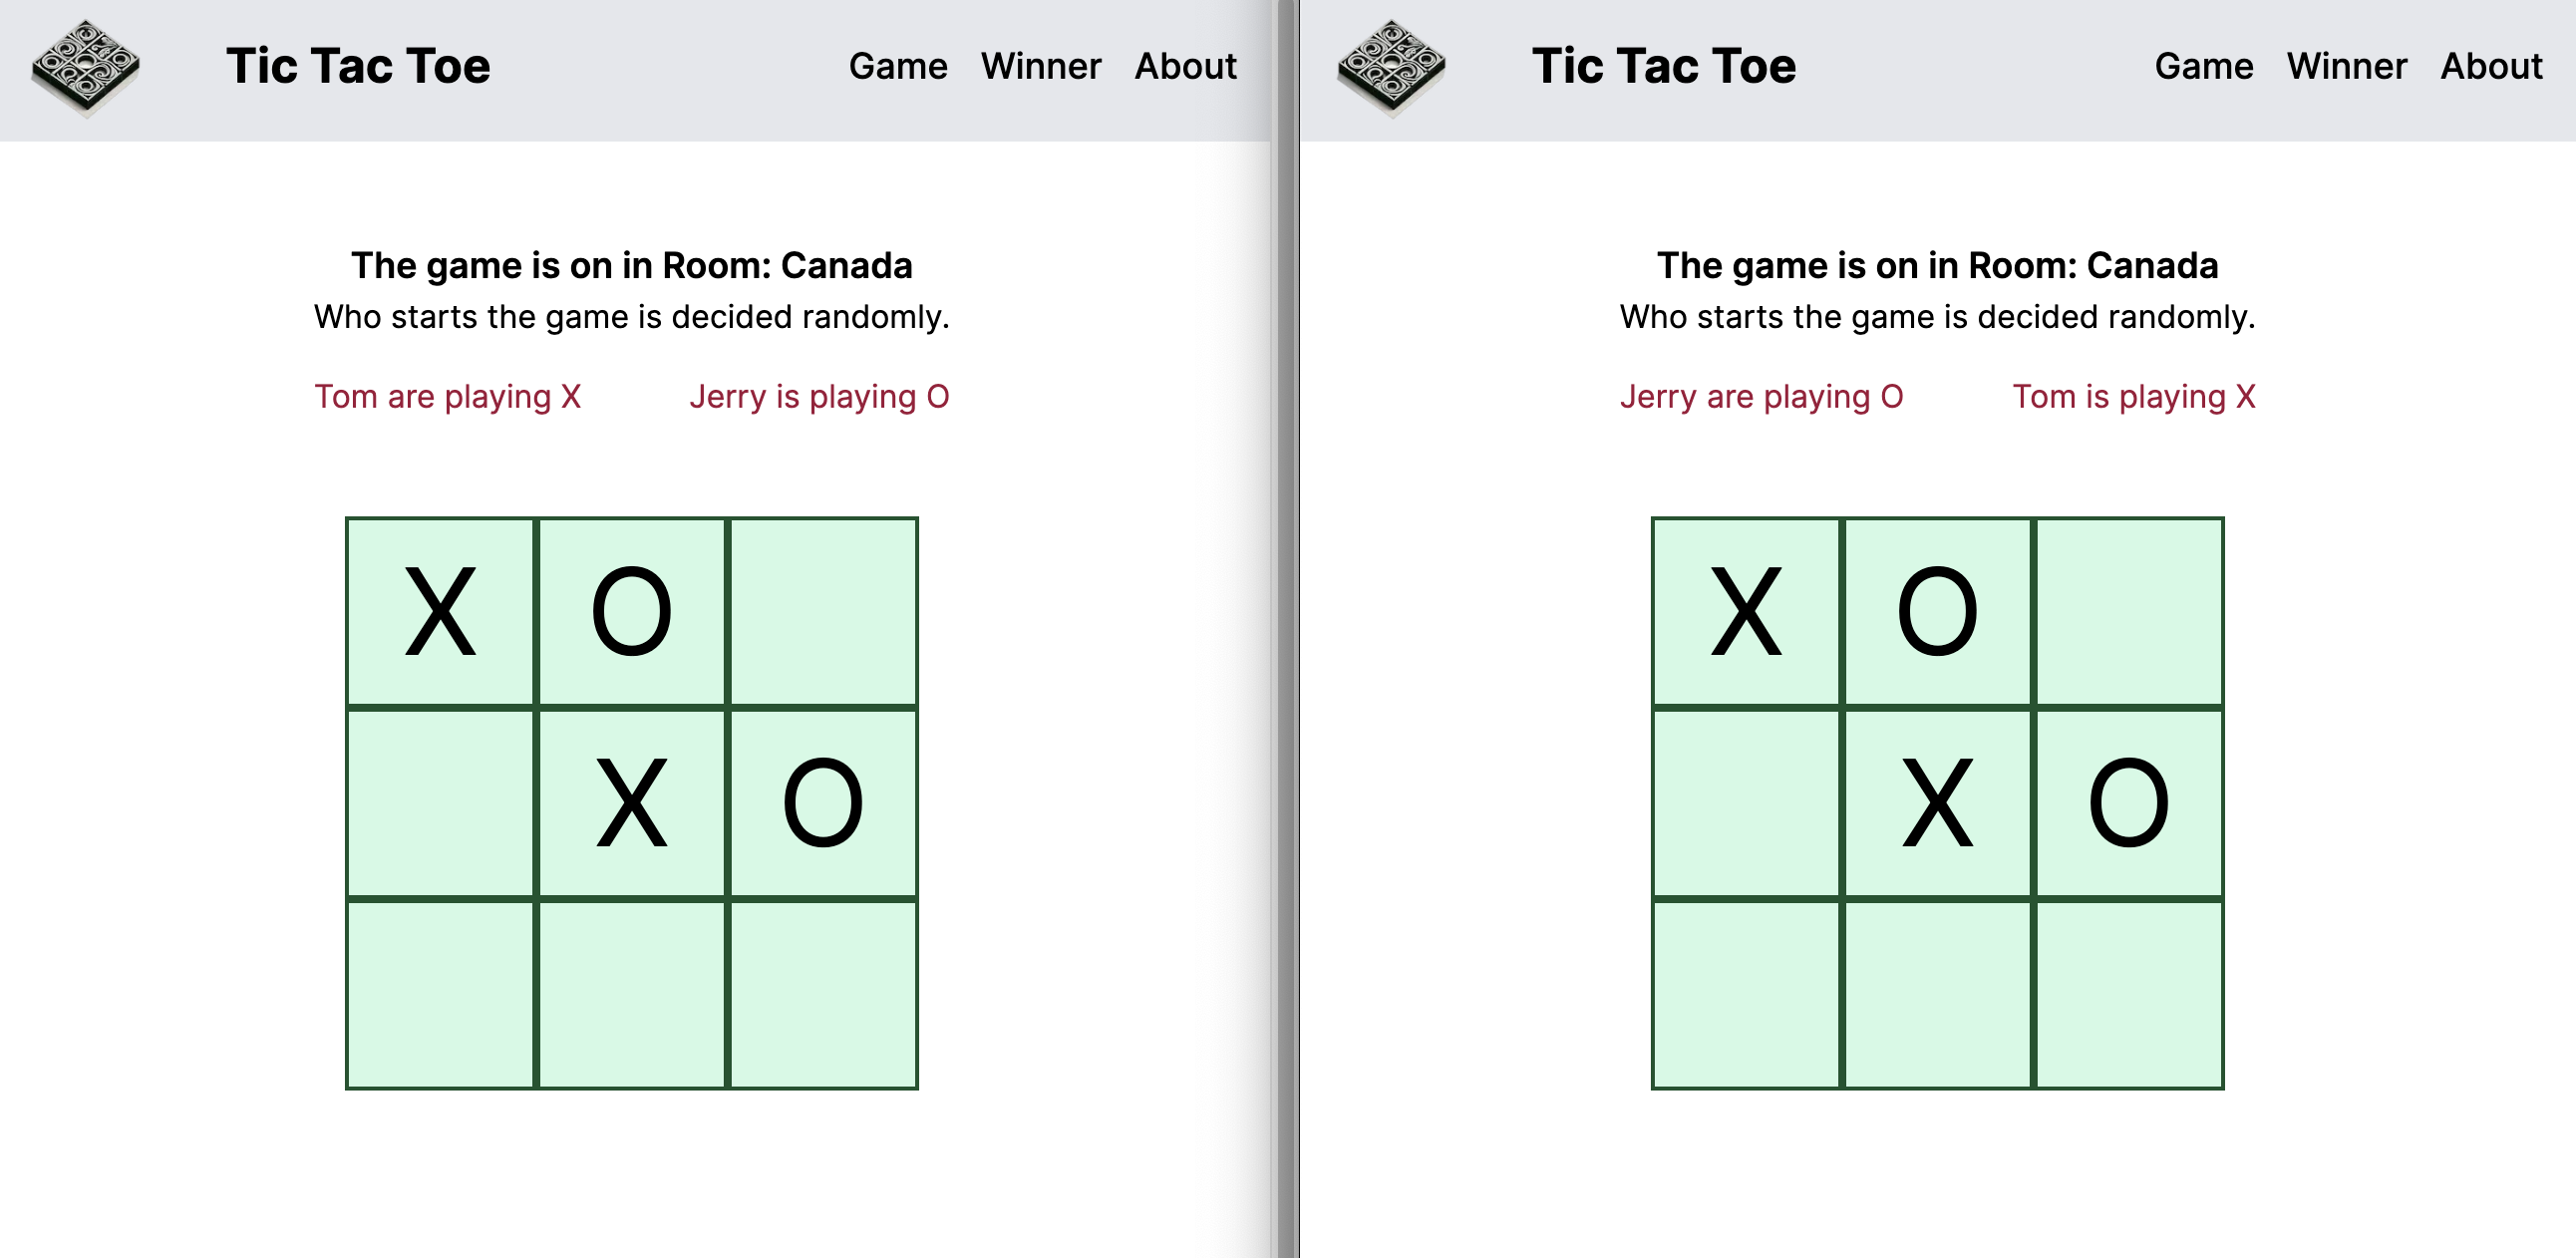 Tic Tac Toe Game Winner About
The game is on in Room: Canada
Who starts the game is decided randomly.
Tom are playing X Jerry is playing O
X O
X O
Tic Tac Toe Game Winner About
The game is on in Room: Canada
Who starts the game is decided randomly.
Jerry are playing O Tom is playing X
X O
X O